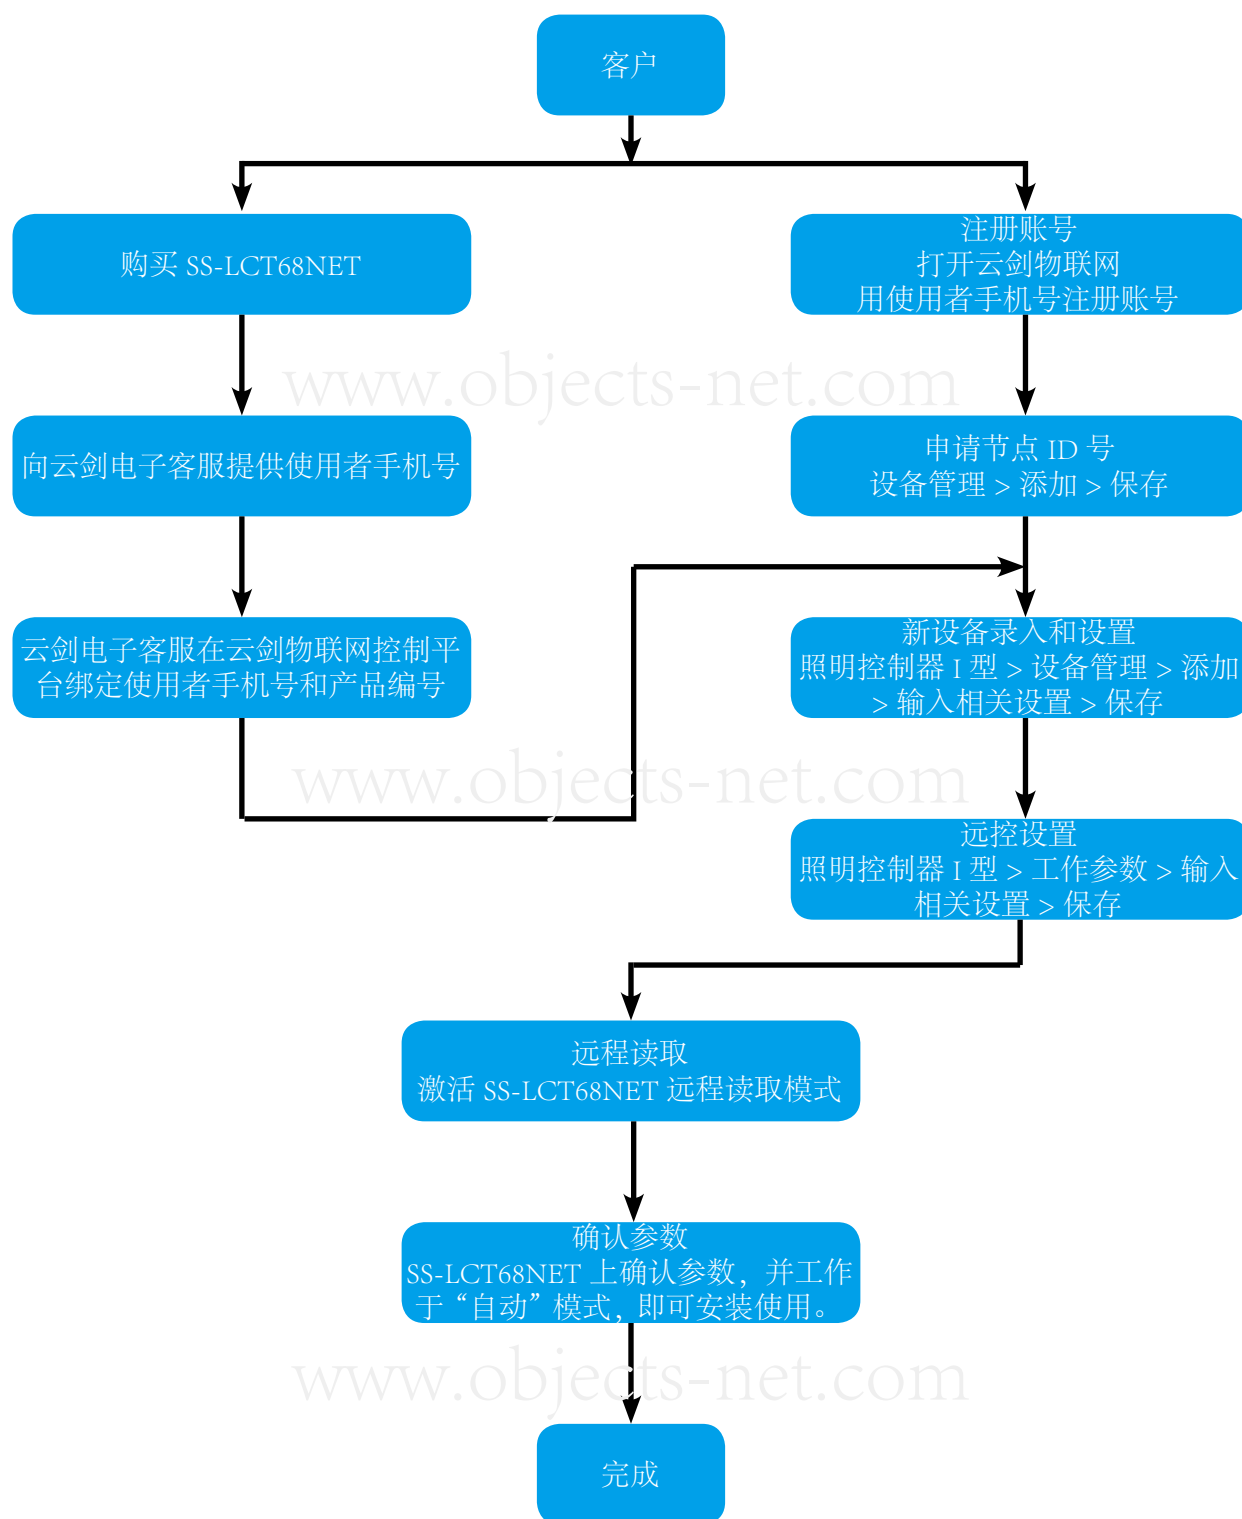 客户
购买 SS-LCT68NET
注册账号
打开云剑物联网
用使用者手机号注册账号
www.objects-net.com
向云剑电子客服提供使用者手机号
申请节点 ID 号
设备管理 > 添加 > 保存
云剑电子客服在云剑物联网控制平
台绑定使用者手机号和产品编号
新设备录入和设置
照明控制器 I 型 > 设备管理 > 添加
> 输入相关设置 > 保存
www.objects-net.com
远控设置
照明控制器 I 型 > 工作参数 > 输入
相关设置 > 保存
远程读取
激活 SS-LCT68NET 远程读取模式
确认参数
SS-LCT68NET 上确认参数，并工作
于“自动”模式，即可安装使用。
www.objects-net.com
完成